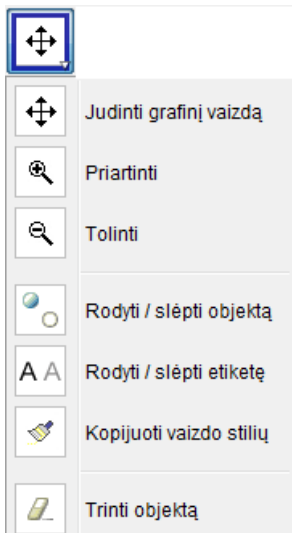 Judinti grafinį vaizdą
Priartinti
Tolinti
Rodyti / slėpti objektą
A A Rodyti / slėpti etiketę
Kopijuoti vaizdo stilių
Trinti objektą